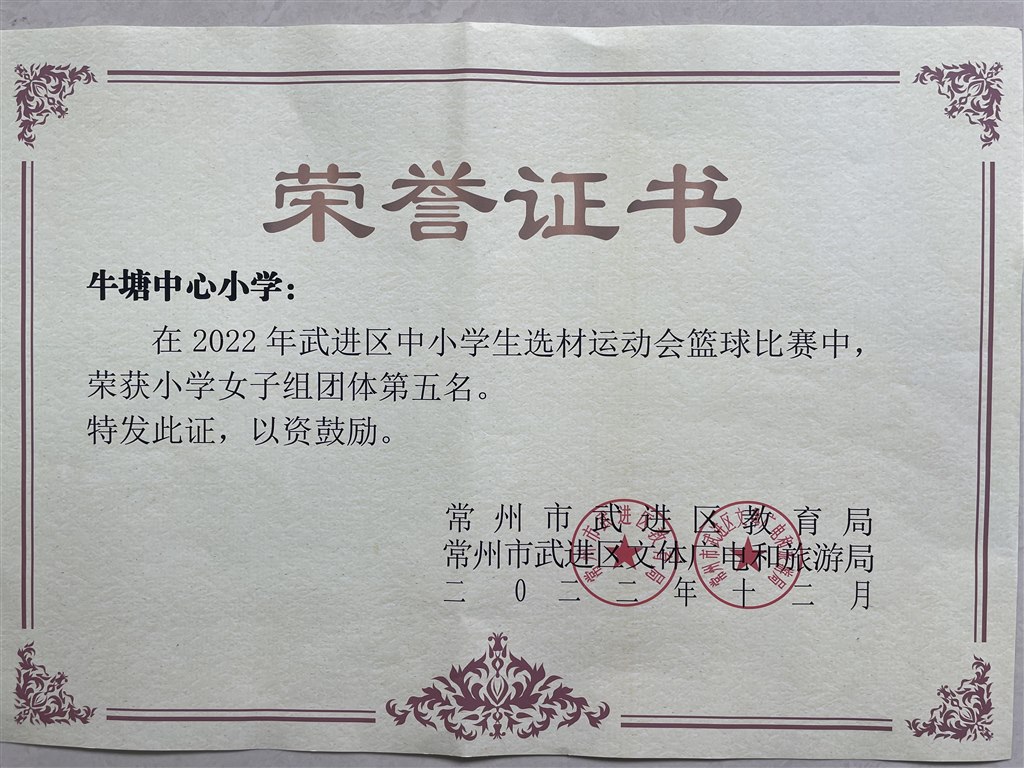 荣誉证书
牛塘中心小学：
在2022年武进区中小学生选材运动会篮球比赛中，
荣获小学女子组团体第五名。
特发此证，以资鼓励。
常州市武进区教育局
常州市武进区文体广电和旅游局
二0二二年十二月